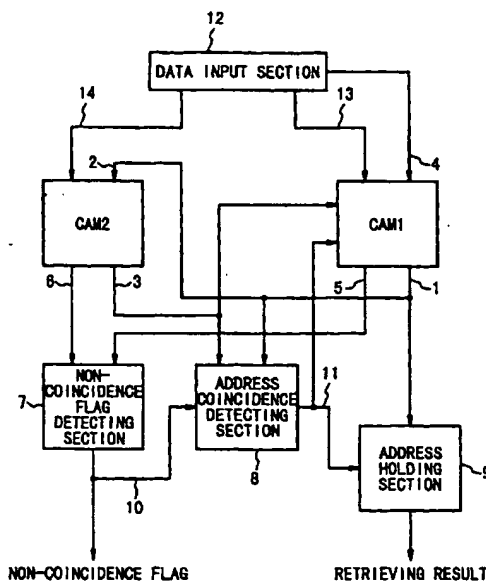 12
DATA INPUT SECTION
14
13
2
4
CAM2
CAM1
6
3
5
1
NON-
COINCIDENCE
FLAG
DETECTING
SECTION
7
ADDRESS
COINCIDENCE
DETECTING
SECTION
11
8
ADDRESS
HOLDING
SECTION
9
10
NON-COINCIDENCE FLAG
RETRIEVING RESULT